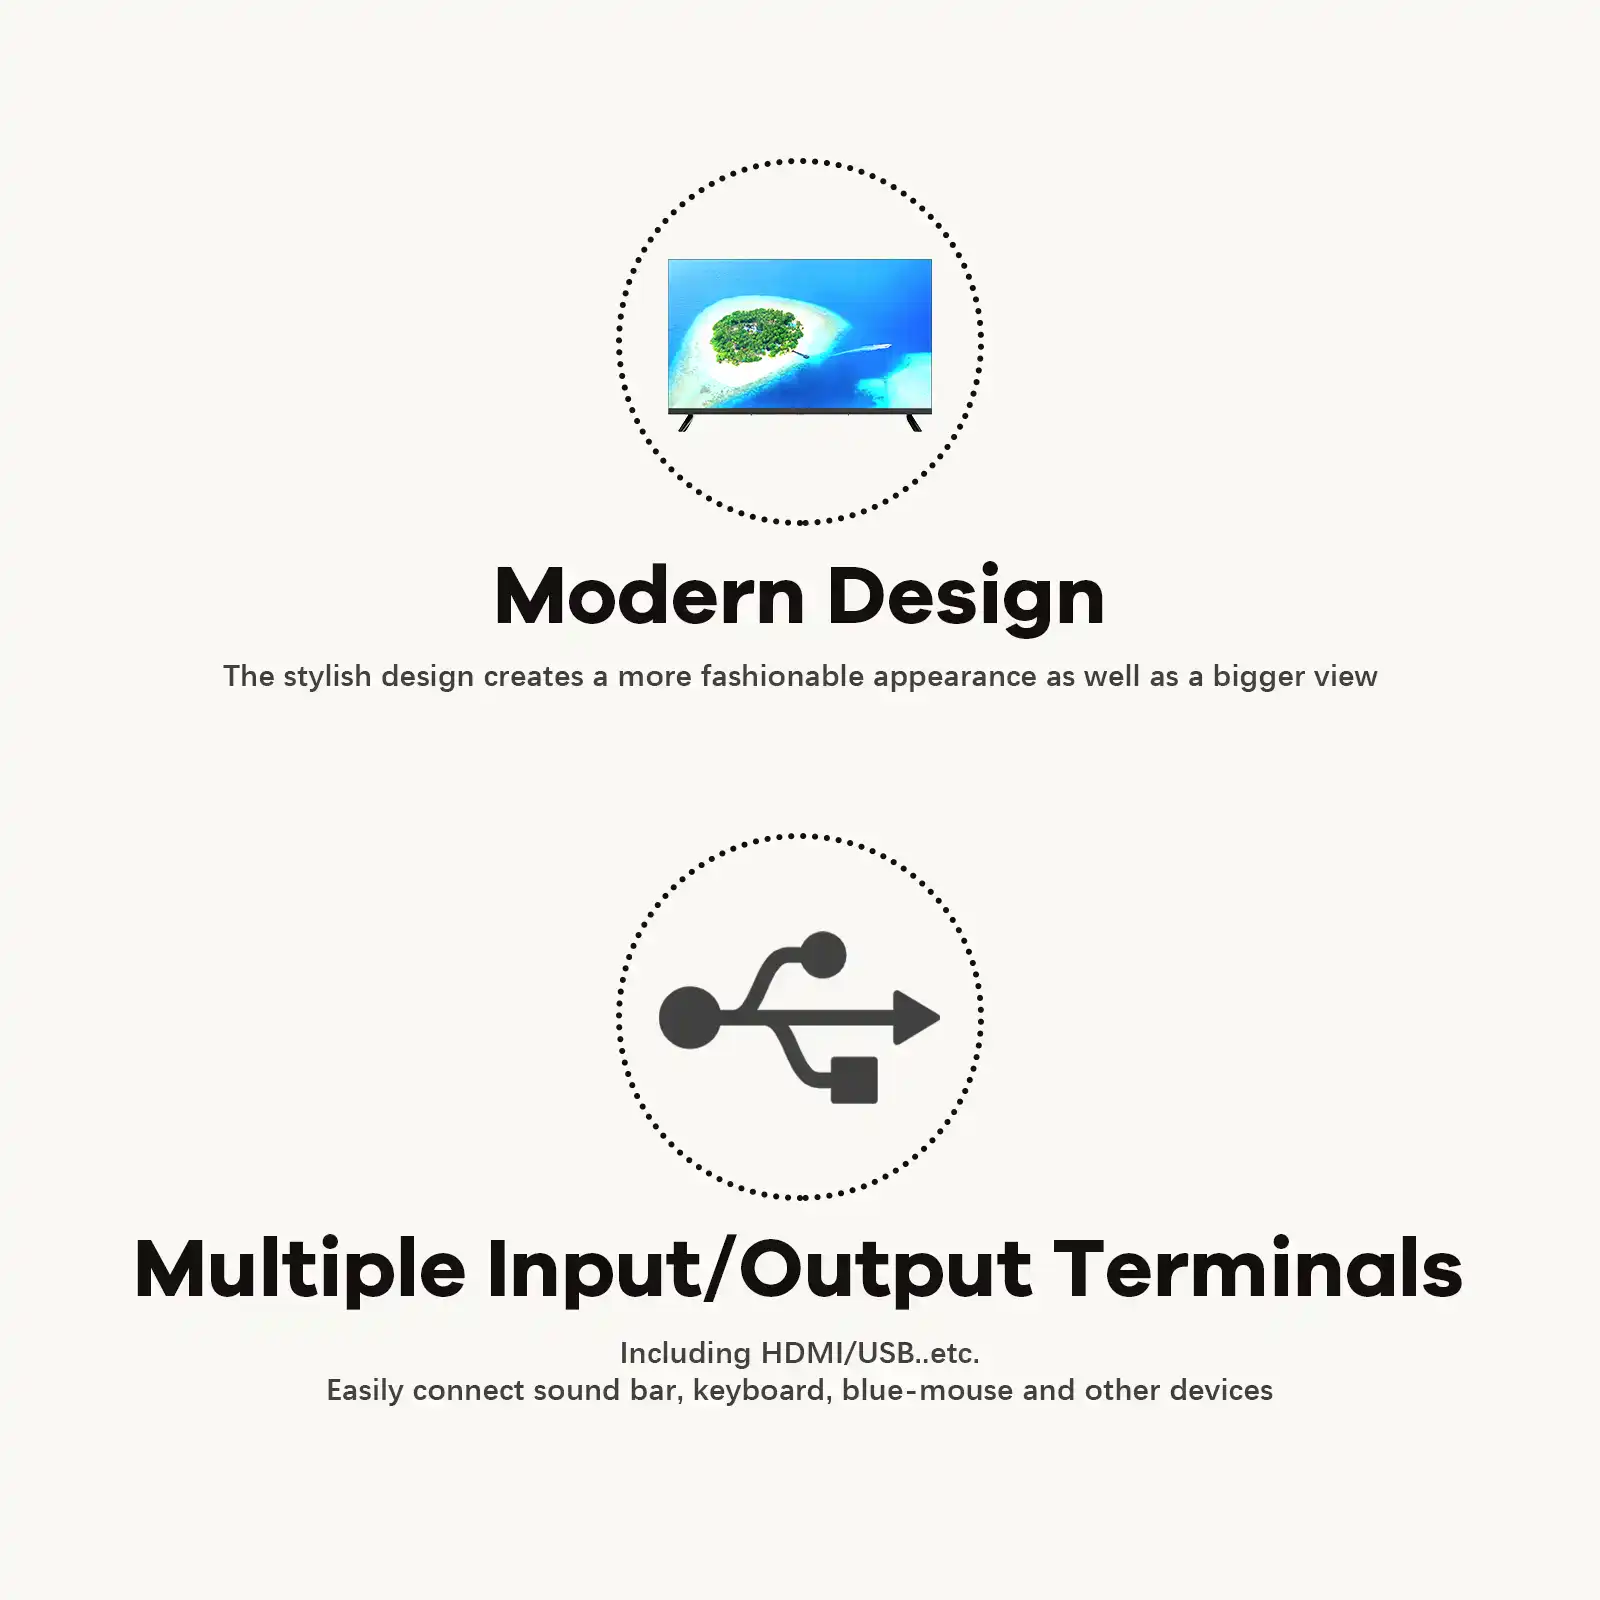 Modern Design
The stylish design creates a more fashionable appearance as well as a bigger view
Multiple Input/Output Terminals
Including HDMI/USB..etc.
Easily connect sound bar, keyboard, blue-mouse and other devices